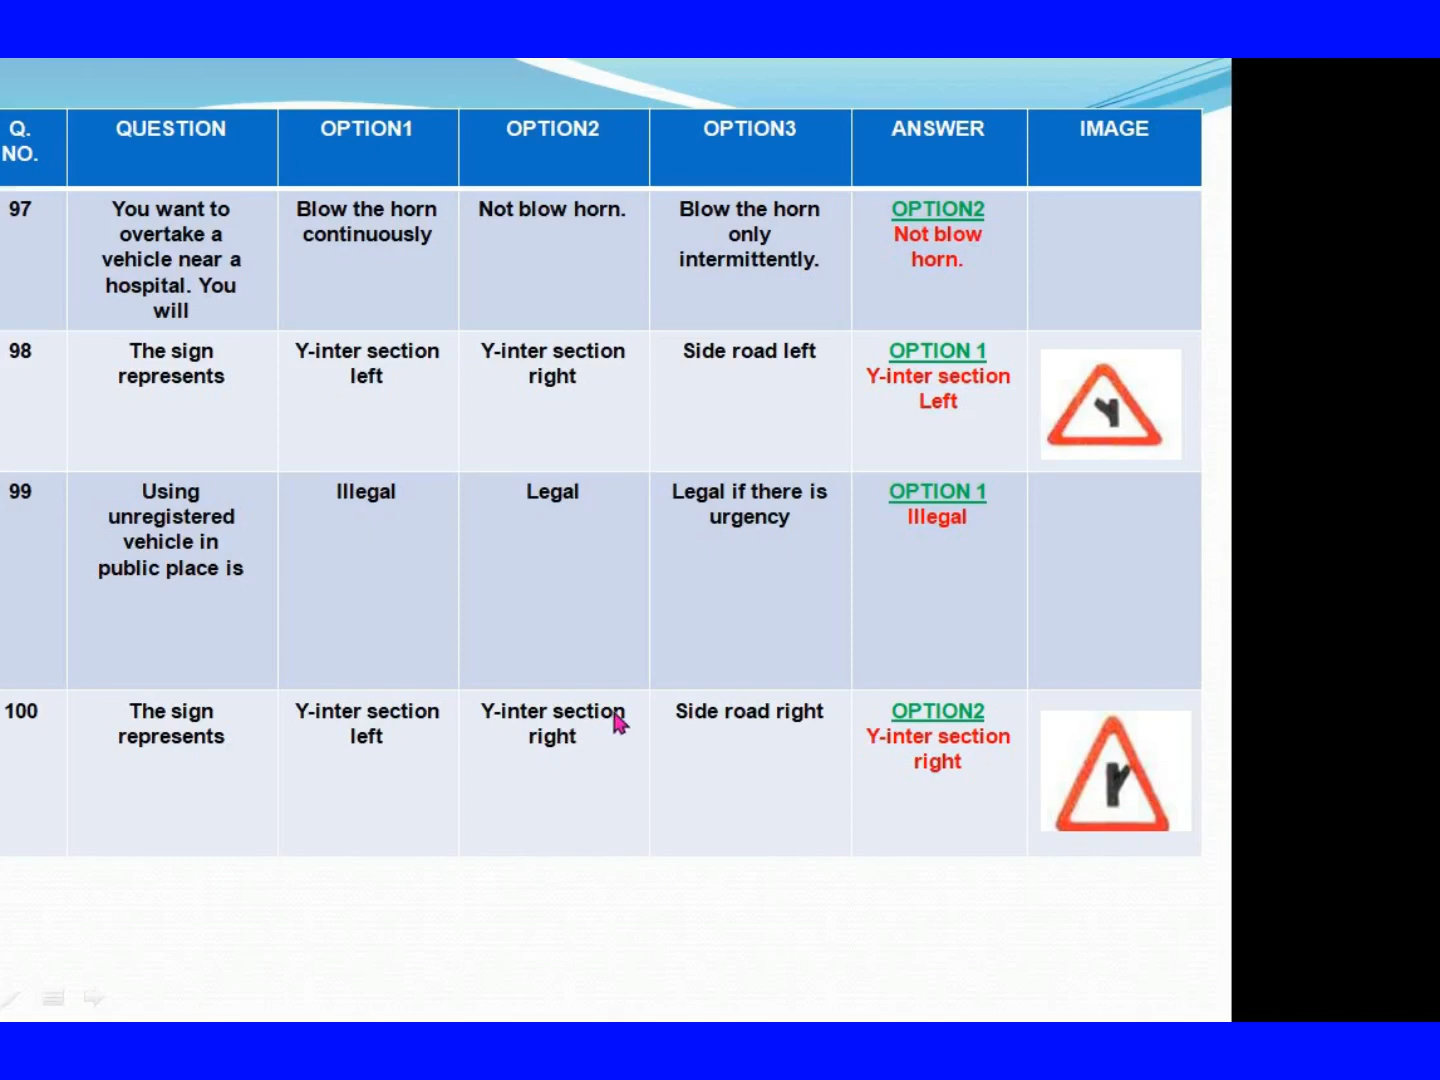 Q.
NO.
QUESTION
OPTION1
OPTION2
OPTION3
ANSWER
IMAGE
97
You want to
overtake a
vehicle near a
hospital. You
will
Blow the horn
continuously
Not blow horn.
Blow the horn
only
intermittently.
OPTION2
Not blow
horn.
98
The sign
represents
Y-inter section
left
Y-inter section
right
Side road left
OPTION 1
Y-inter section
Left
99
Using
unregistered
vehicle in
public place is
Illegal
Legal
Legal if there is
urgency
OPTION 1
Illegal
100
The sign
represents
Y-inter section
left
Y-inter section
right
Side road right
OPTION2
Y-inter section
right